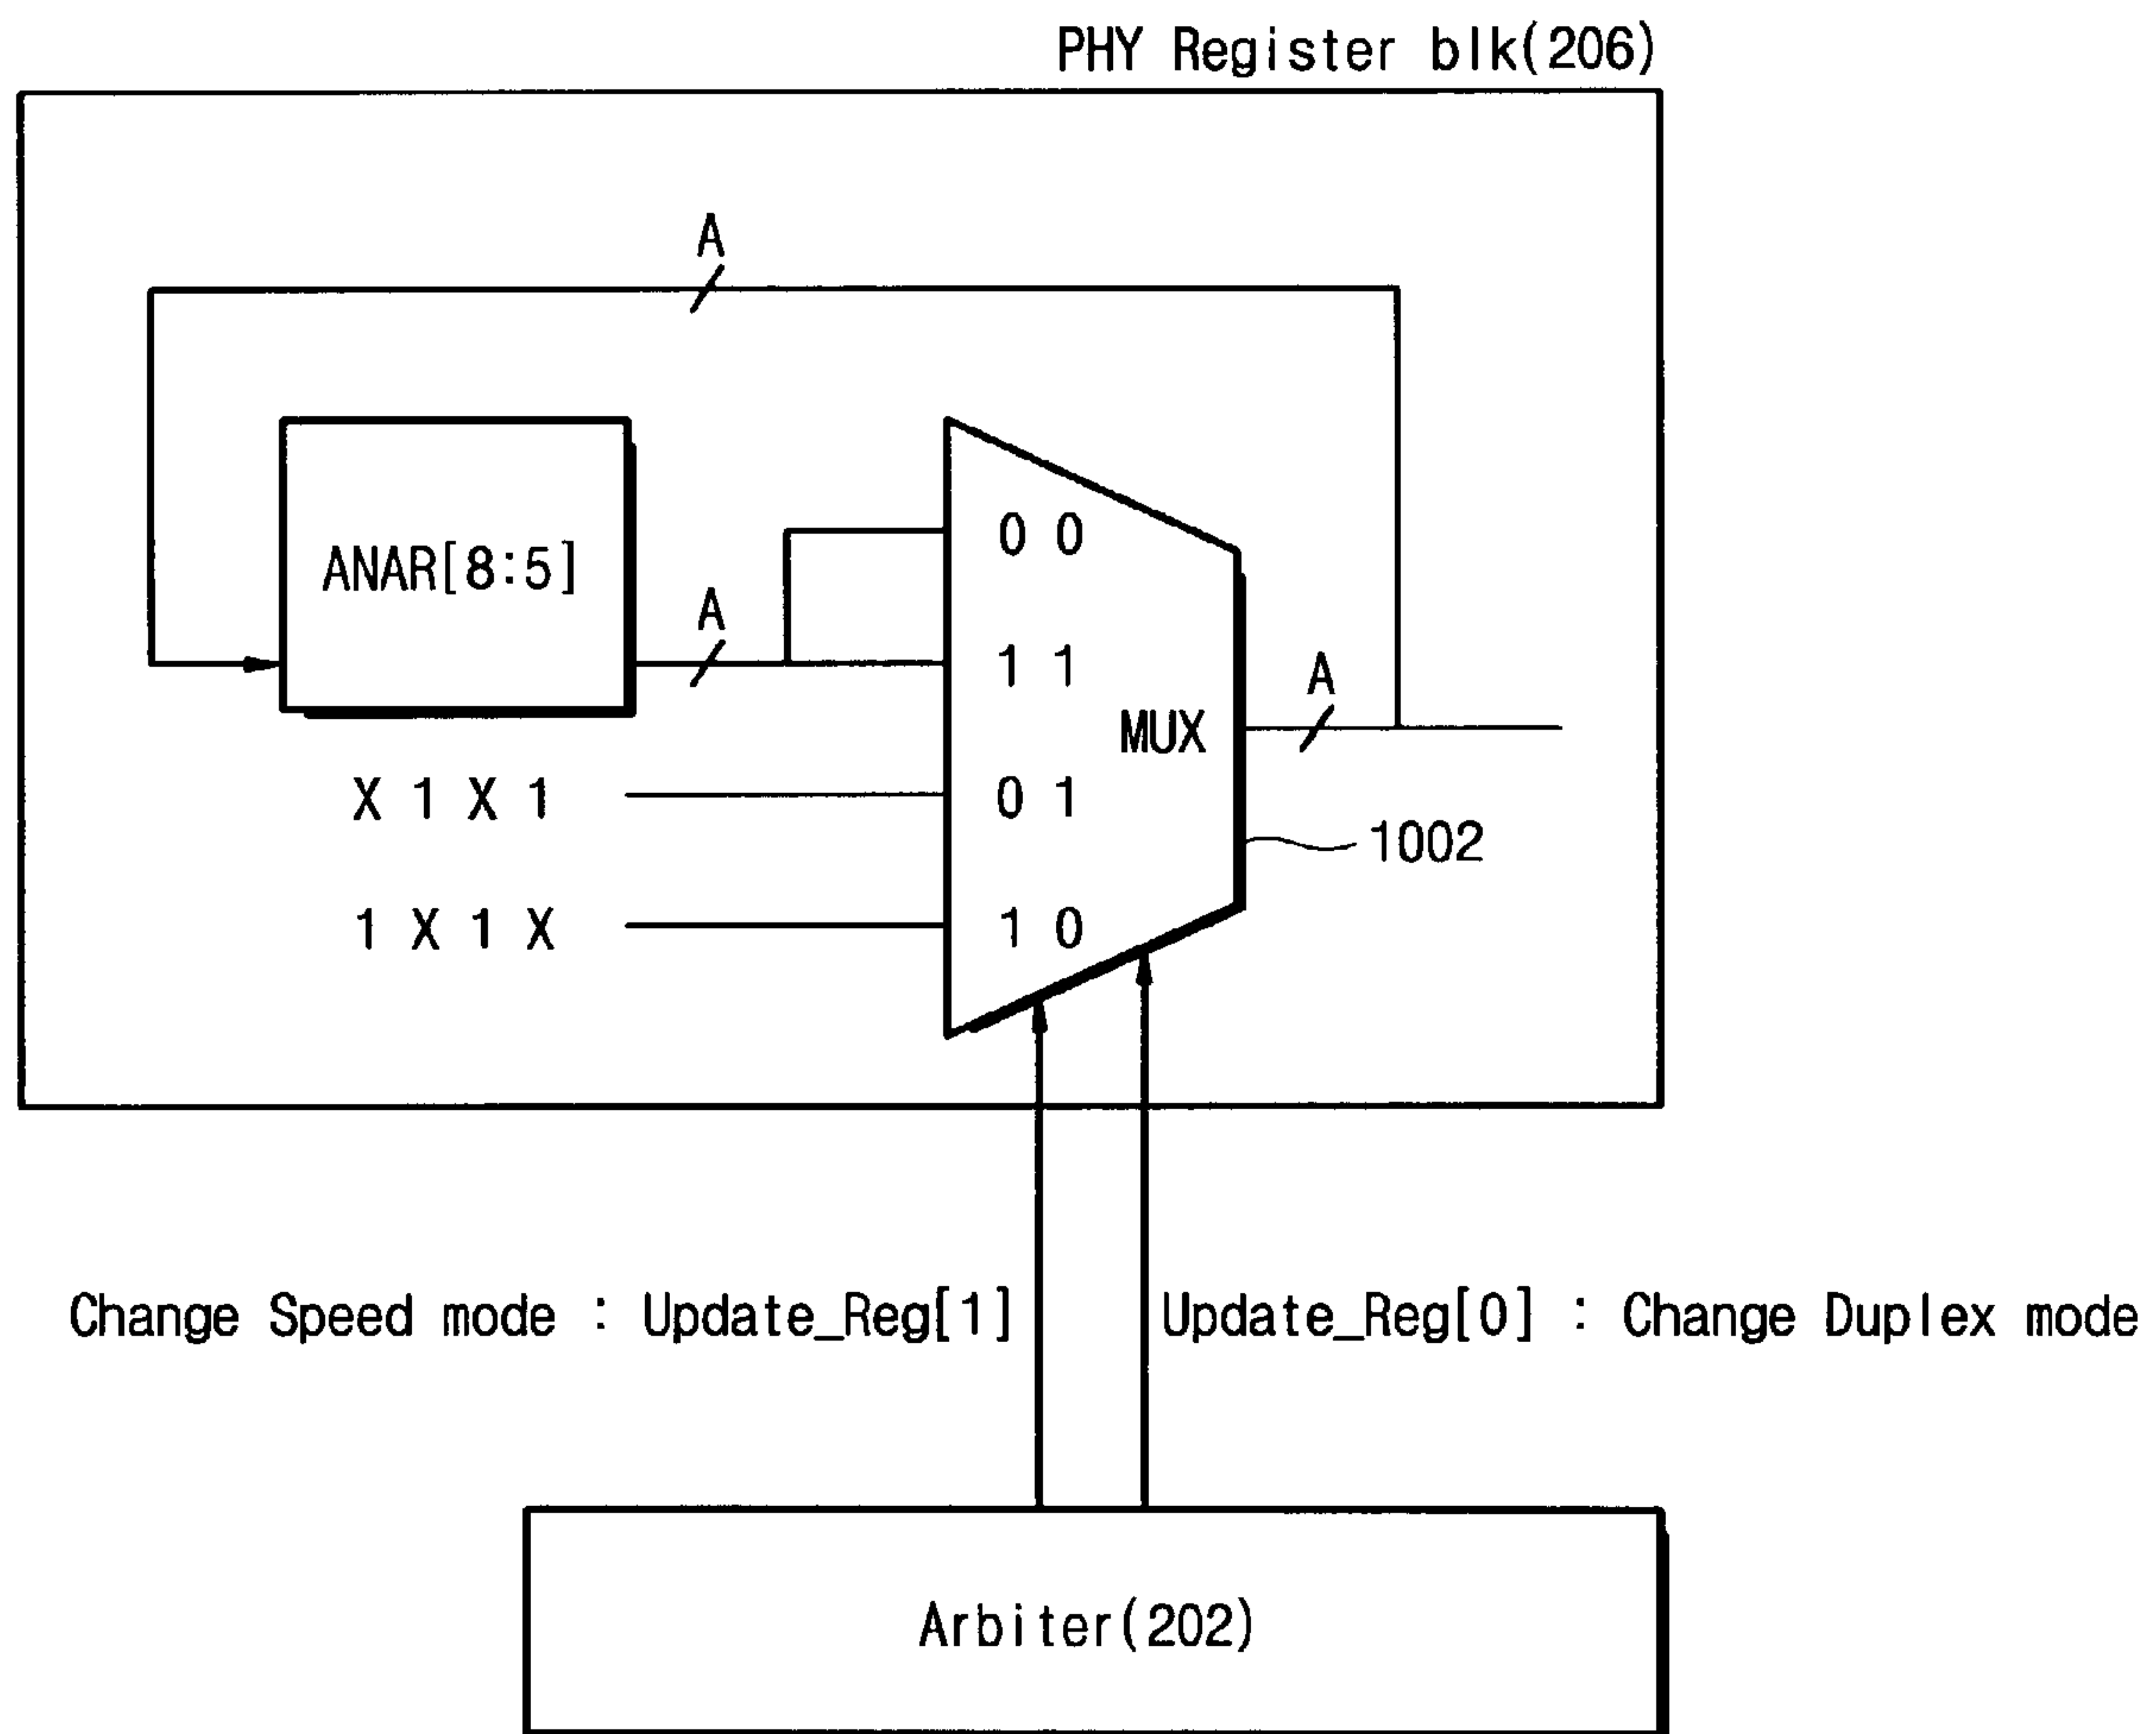 PHY Register blk(206)
A
0 0
ANAR[8:5]
A
1 1
A
MUX
X 1 X 1
0 1
1002
1 X 1 X
1 0
Change Speed mode : Update_Reg[1]
Update_Reg[0] : Change Duplex mode
Arbiter(202)